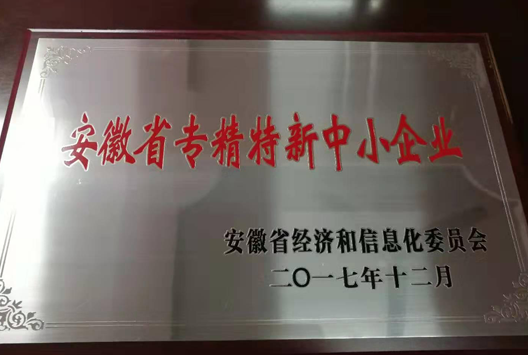 安徽省专精特新中小企业
安徽省经济和信息化委员会
二〇一七年十二月